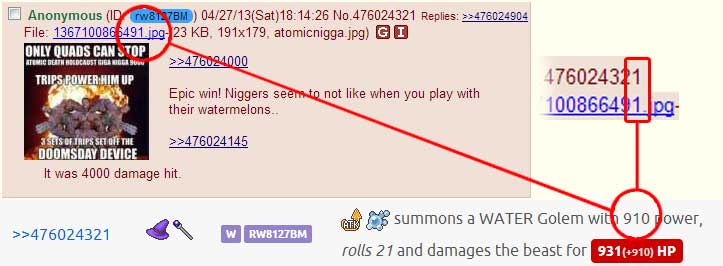 Anonymous (ID: rw8127BM) 04/27/13(Sat)18:14:26 No.476024321 Replies: >>476024904
File: 1367100866491.jpg-(23 KB, 191x179, atomicnigga.jpg) G I
ONLY QUADS CAN STOP
ATOMIC DEATH HOLOCAUST GIGA NIGGA 9000
TRIPS POWER HIM UP
3 SETS OF TRIPS SET OFF THE
DOOMSDAY DEVICE
>>476024000
Epic win! Niggers seem to not like when you play with
their watermelons..
>>476024145
It was 4000 damage hit.
476024321
100866491.jpg-
>>476024321 W RW8127BM ATK summons a WATER Golem with 910 power,
rolls 21 and damages the beast for 931(+910) HP